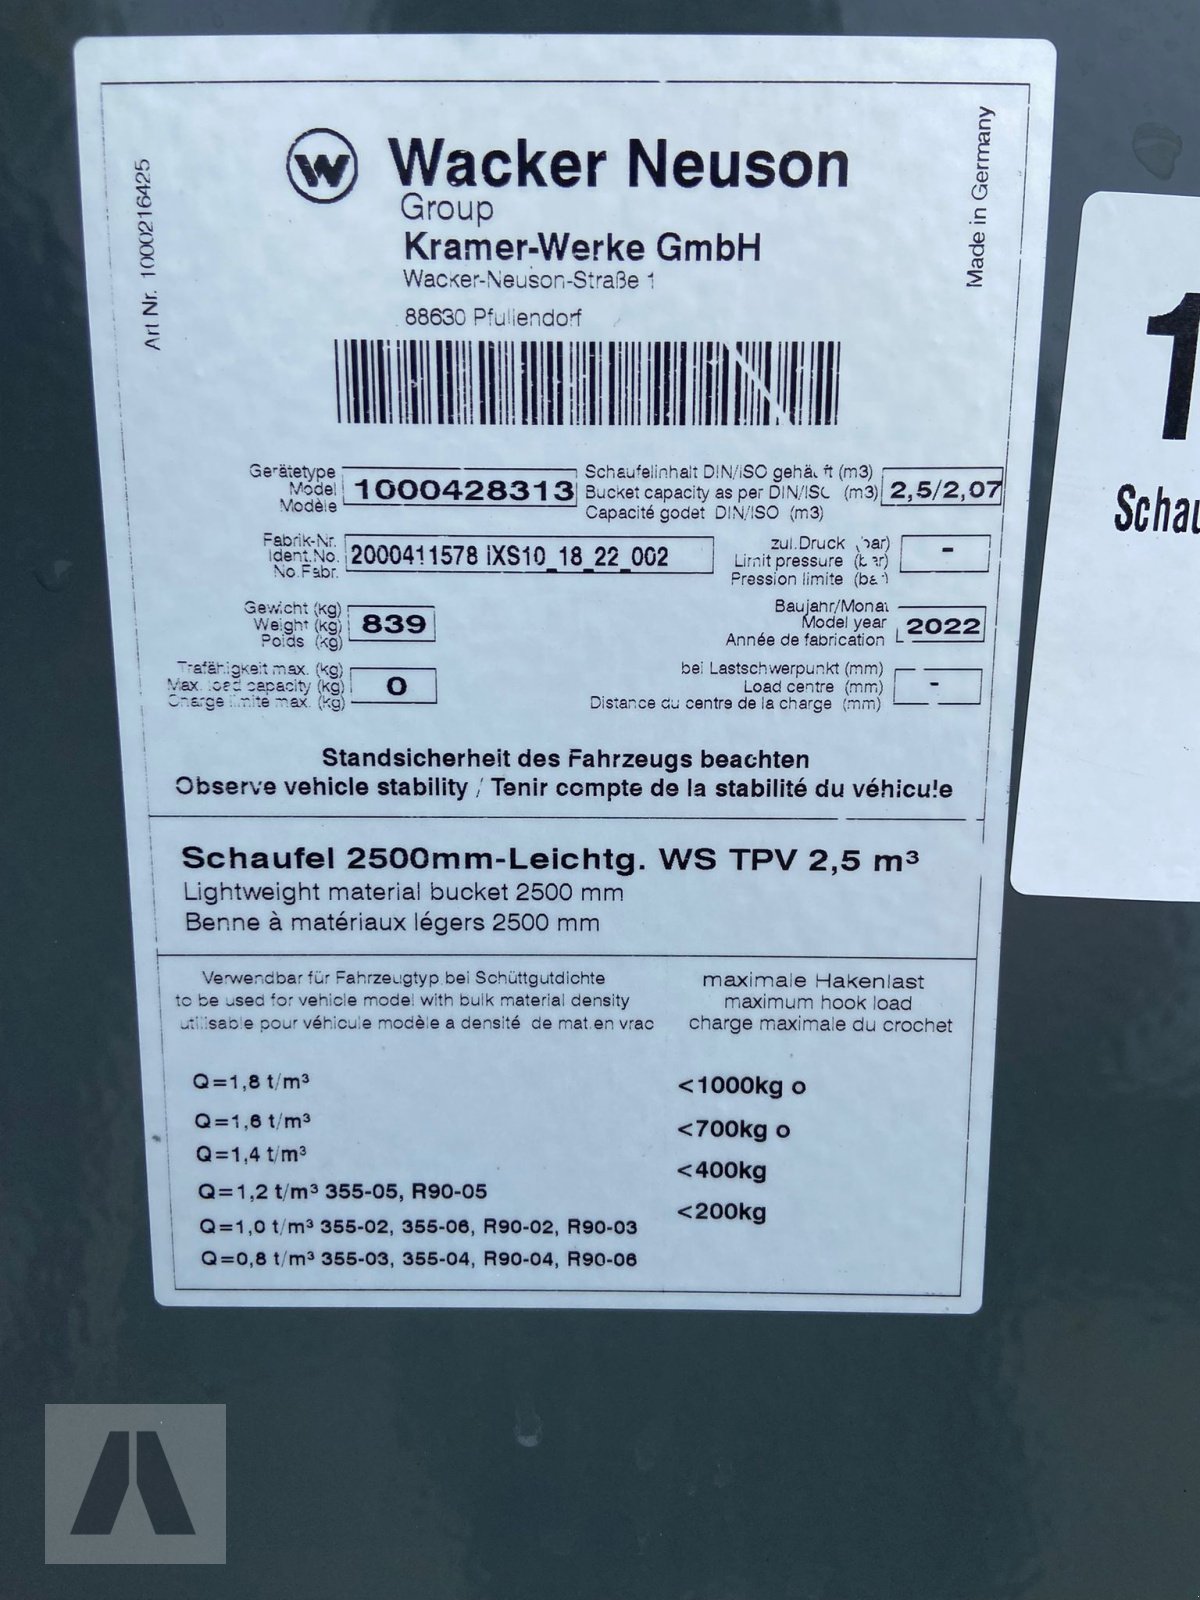 Wacker Neuson
Group
Kramer-Werke GmbH
Wacker-Neuson-Straße 1
88630 Pfullendorf
Art Nr. 1000216425
Made in Germany
Gerätetype
Model
Modèle
1000428313
Schaufelinhalt DIN/ISO gehäuft (m3)
Bucket capacity as per DIN/ISO (m3)
Capacité godet DIN/ISO (m3)
2,5/2,07
Fabrik-Nr.
Ident.No.
No.Fabr.
2000411578 iXS10_18_22_002
zul.Druck (bar)
Limit pressure (bar)
Pression limite (bar)
-
Gewicht (kg)
Weight (kg)
Poids (kg)
839
Baujahr/Monat
Model year
Année de fabrication
2022
Trafähigkeit max. (kg)
Max. load capacity (kg)
Charge limite max. (kg)
0
bei Lastschwerpunkt (mm)
Load centre (mm)
Distance du centre de la charge (mm)
-
Standsicherheit des Fahrzeugs beachten
Observe vehicle stability / Tenir compte de la stabilité du véhicule
Schaufel 2500mm-Leichtg. WS TPV 2,5 m³
Lightweight material bucket 2500 mm
Benne à matériaux légers 2500 mm
Verwendbar für Fahrzeugtyp bei Schüttgutdichte
to be used for vehicle model with bulk material density
utilisable pour véhicule modèle a densité de mat.en vrac
maximale Hakenlast
maximum hook load
charge maximale du crochet
Q=1,8 t/m³
Q=1,6 t/m³
Q=1,4 t/m³
Q=1,2 t/m³ 355-05, R90-05
Q=1,0 t/m³ 355-02, 355-06, R90-02, R90-03
Q=0,8 t/m³ 355-03, 355-04, R90-04, R90-06
<1000kg o
<700kg o
<400kg
<200kg
1
Schau